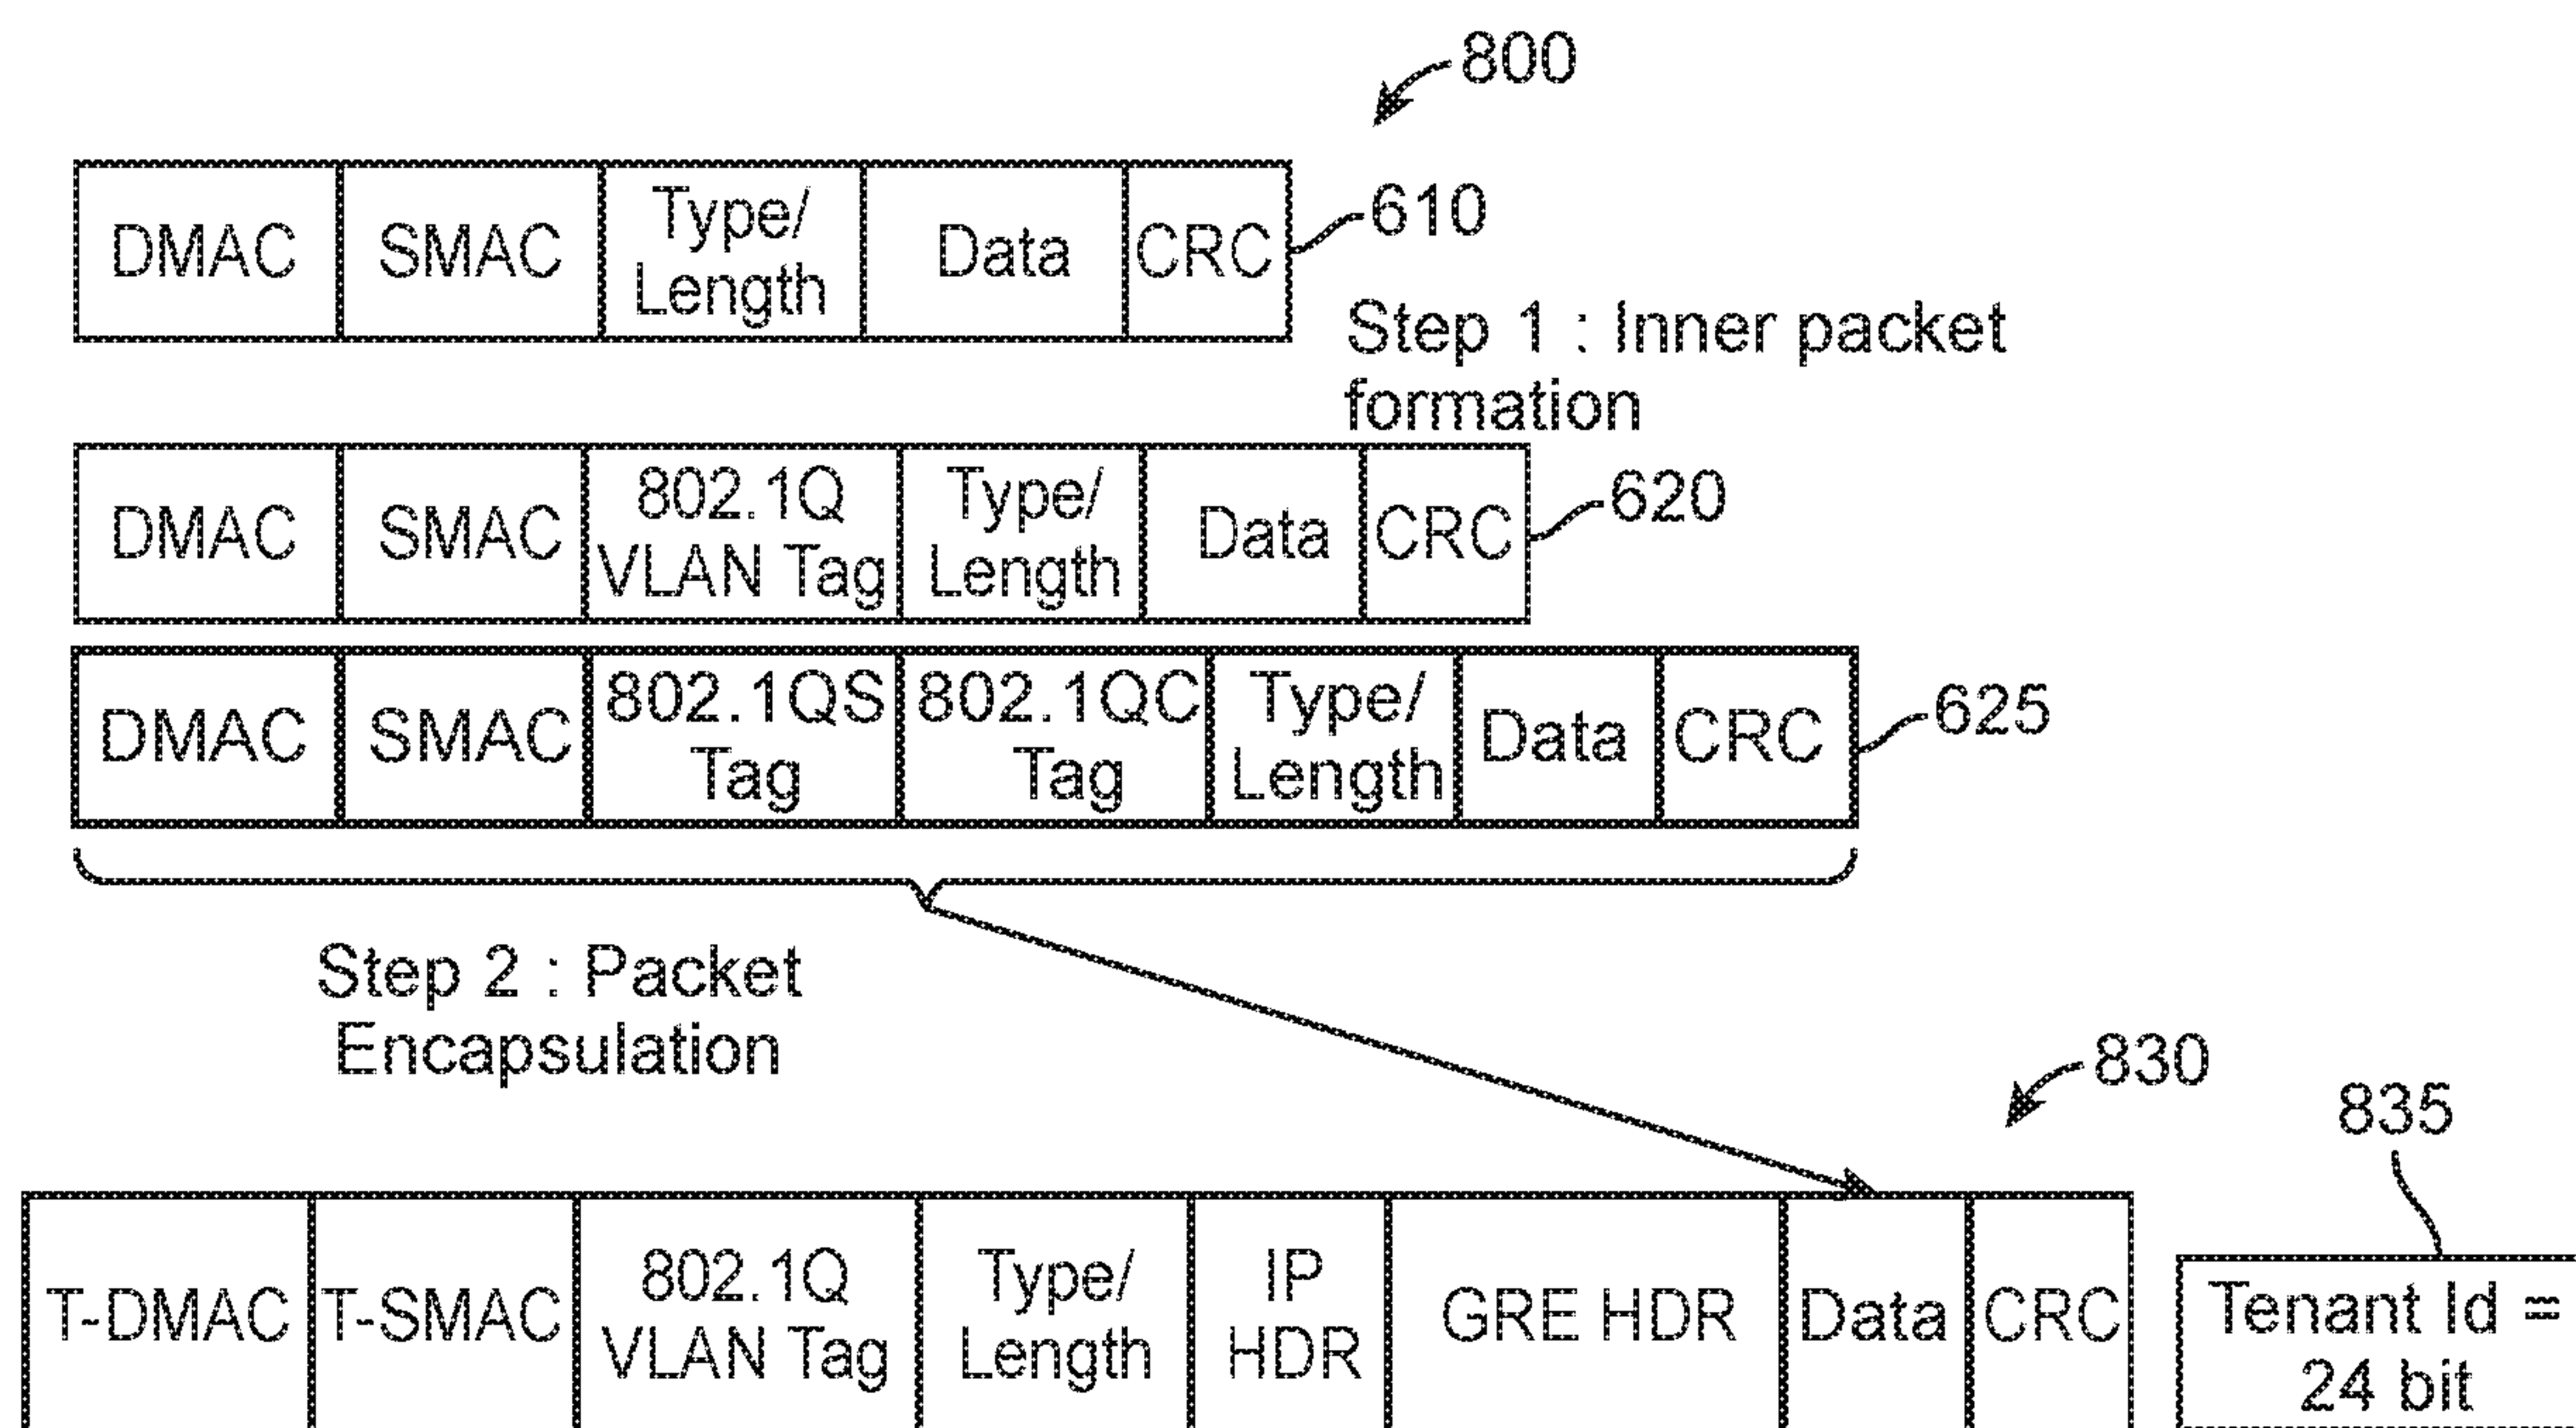 800
DMAC SMAC Type/ Length Data CRC
610
Step 1 : Inner packet
formation
DMAC SMAC 802.1Q VLAN Tag Type/ Length Data CRC
620
DMAC SMAC 802.1QS Tag 802.1QC Tag Type/ Length Data CRC
625
Step 2 : Packet
Encapsulation
830
835
T-DMAC T-SMAC 802.1Q VLAN Tag Type/ Length IP HDR GRE HDR Data CRC
Tenant Id =
24 bit